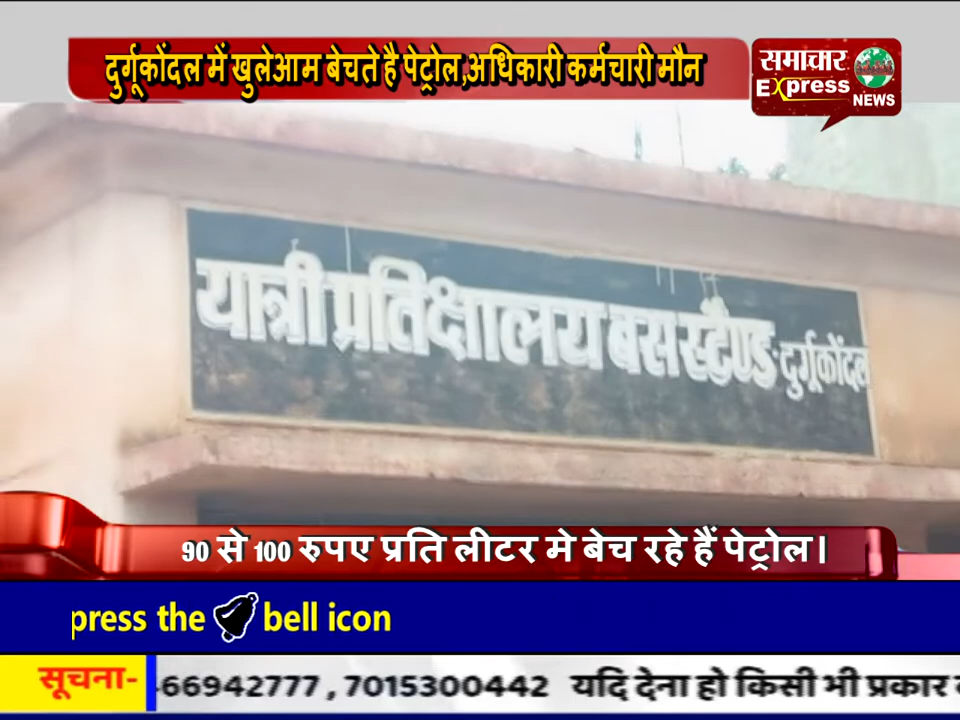 दुर्गूकोंदल में खुलेआम बेचते है पेट्रोल,अधिकारी कर्मचारी मौन
समाचार
Express
NEWS
यात्री प्रतिक्षालय बस स्टैण्ड-दुर्गूकोंदल
90 से 100 रुपए प्रति लीटर मे बेच रहे हैं पेट्रोल।
press the bell icon
सूचना- 66942777 , 7015300442 यदि देना हो किसी भी प्रकार